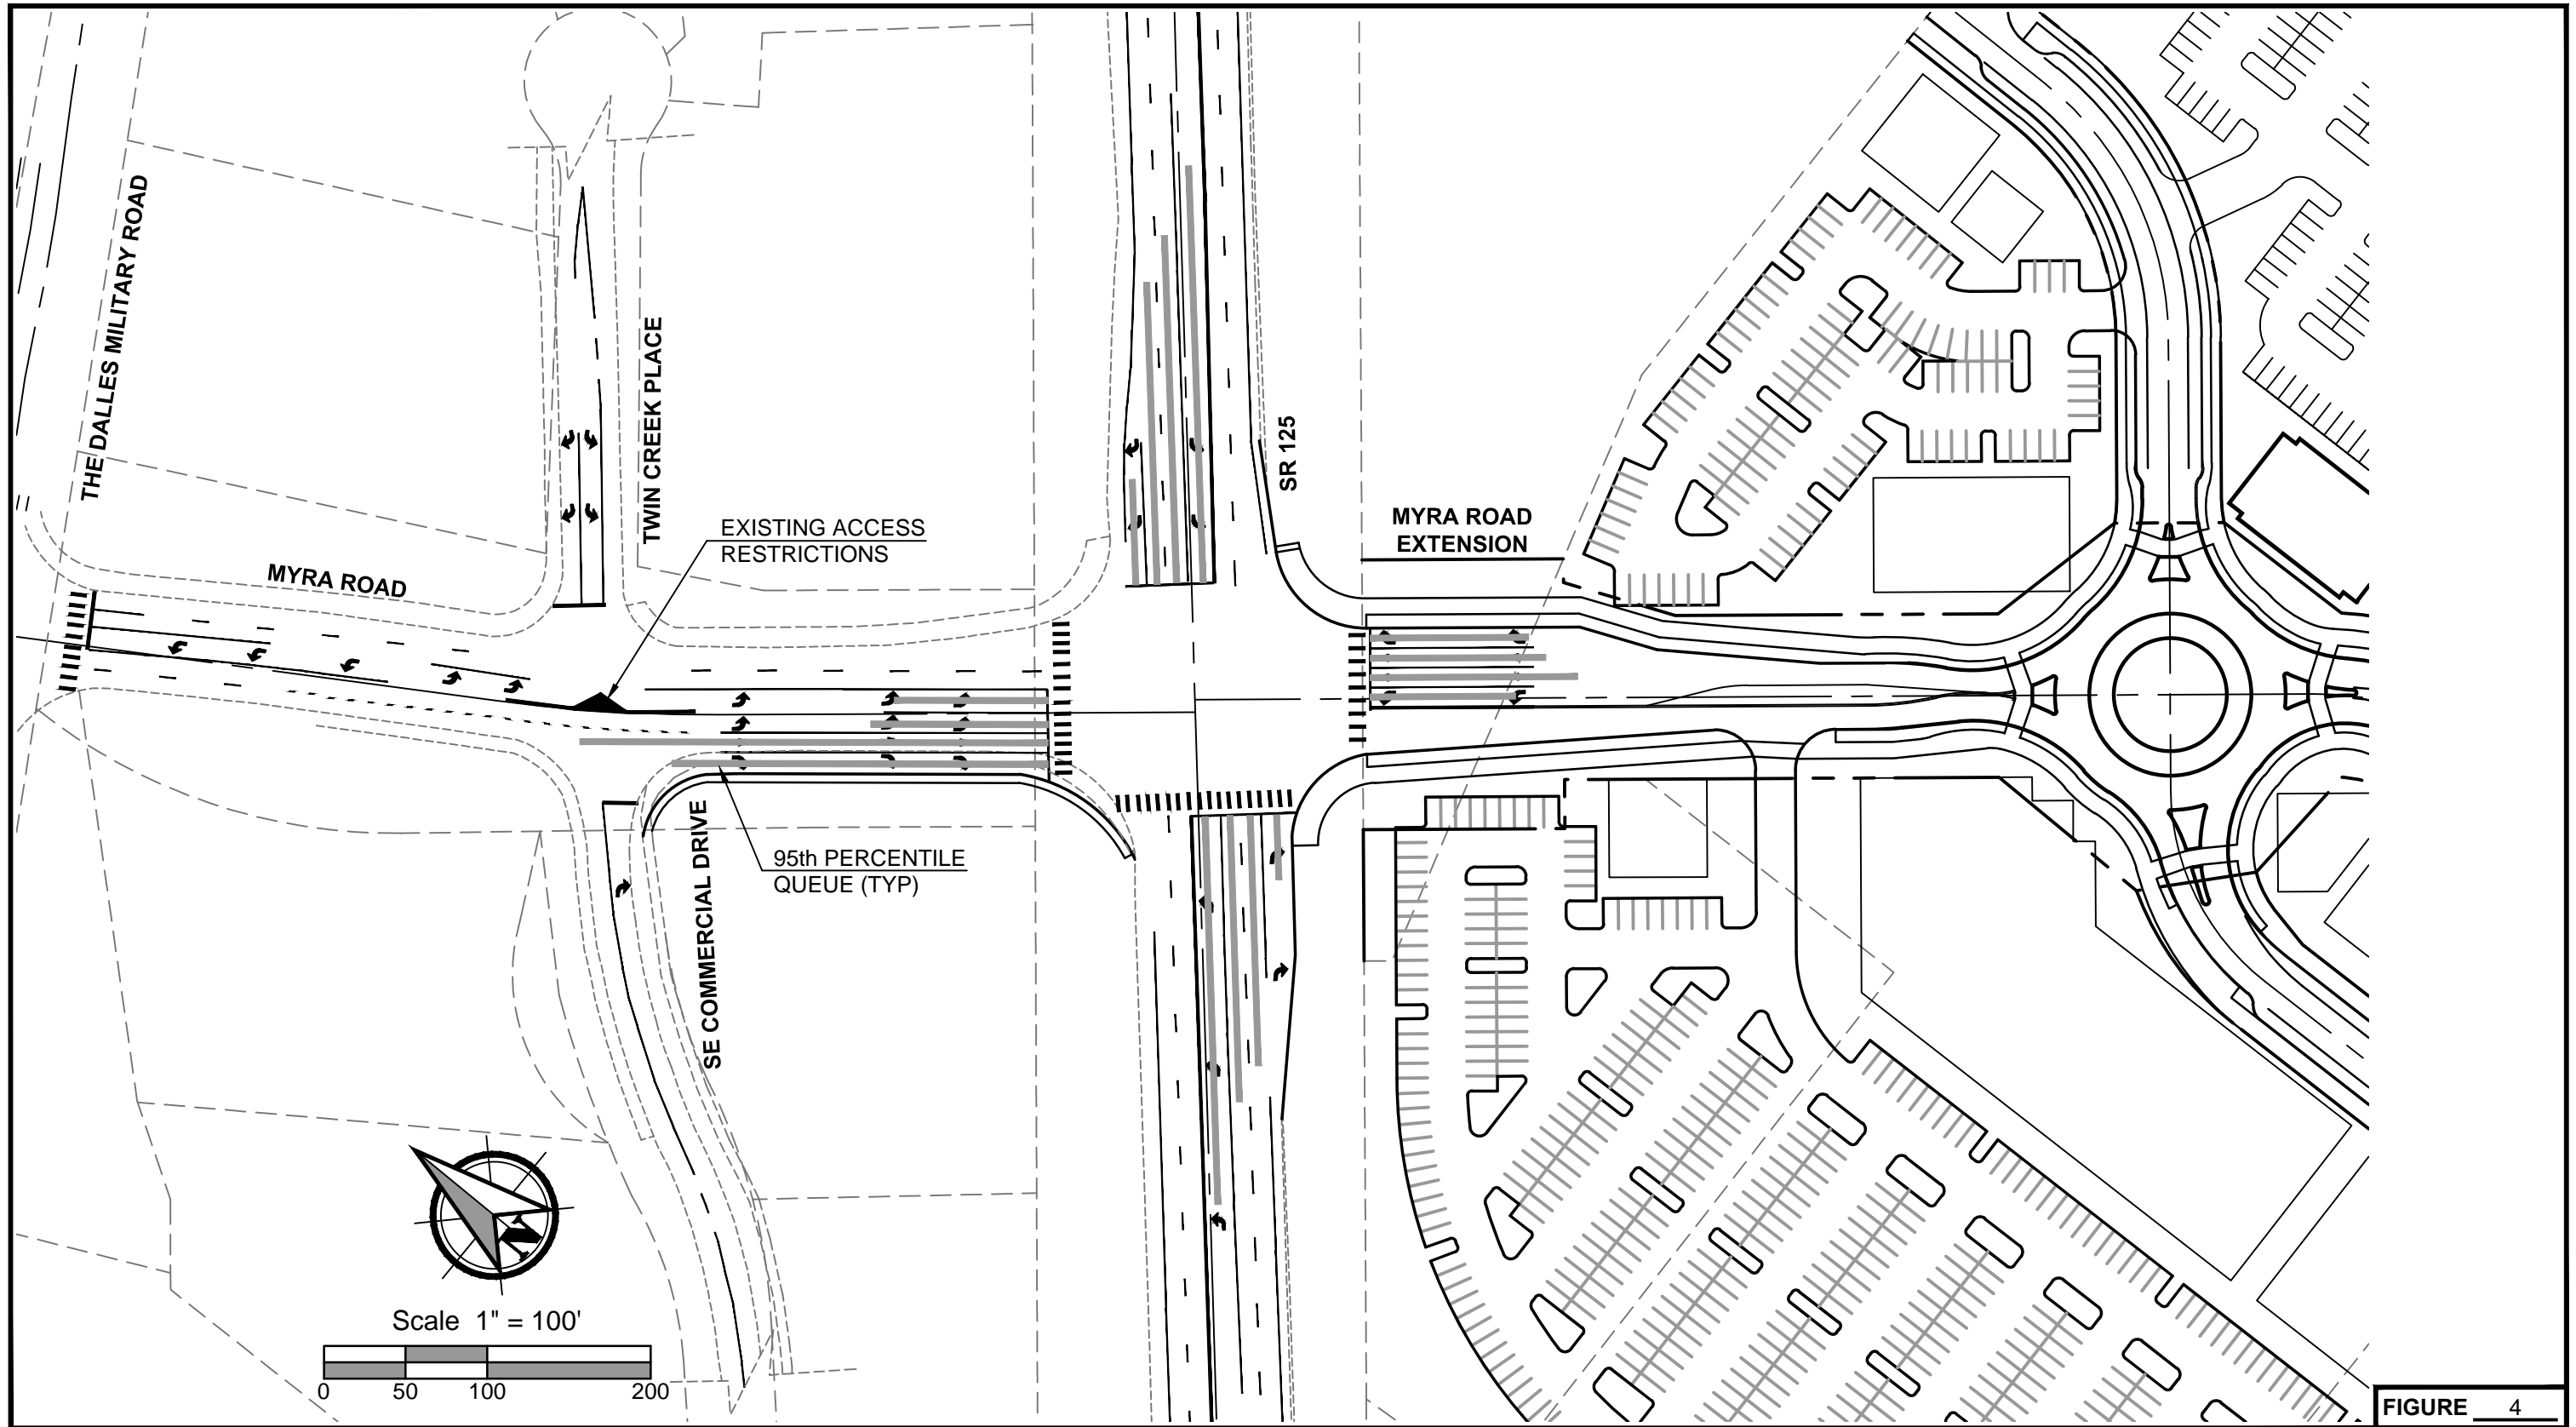 THE DALLES MILITARY ROAD
TWIN CREEK PLACE
SR 125
MYRA ROAD
EXTENSION
EXISTING ACCESS
RESTRICTIONS
MYRA ROAD
SE COMMERCIAL DRIVE
95th PERCENTILE
QUEUE (TYP)
N
Scale 1" = 100'
0 50 100 200
FIGURE 4